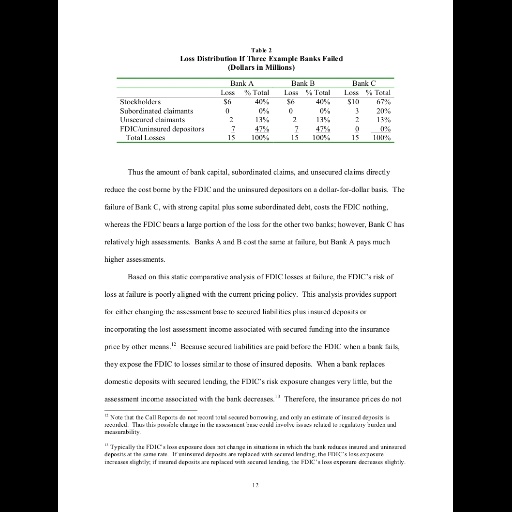 Table 2
Loss Distribution If Three Example Banks Failed
(Dollars in Millions)
Bank A Bank B Bank C
Loss % Total Loss % Total Loss % Total
Stockholders $6 40% $6 40% $10 67%
Subordinated claimants 0 0% 0 0% 3 20%
Unsecured claimants 2 13% 2 13% 2 13%
FDIC/uninsured depositors 7 47% 7 47% 0 0%
Total Losses 15 100% 15 100% 15 100%
Thus the amount of bank capital, subordinated claims, and unsecured claims directly
reduce the cost borne by the FDIC and the uninsured depositors on a dollar-for-dollar basis. The
failure of Bank C, with strong capital plus some subordinated debt, costs the FDIC nothing,
whereas the FDIC bears a large portion of the loss for the other two banks; however, Bank C has
relatively high assessments. Banks A and B cost the same at failure, but Bank A pays much
higher assessments.
Based on this static comparative analysis of FDIC losses at failure, the FDIC's risk of
loss at failure is poorly aligned with the current pricing policy. This analysis provides support
for either changing the assessment base to secured liabilities plus insured deposits or
incorporating the lost assessment income associated with secured funding into the insurance
price by other means.12 Because secured liabilities are paid before the FDIC when a bank fails,
they expose the FDIC to losses similar to those of insured deposits. When a bank replaces
domestic deposits with secured lending, the FDIC's risk exposure changes very little, but the
assessment income associated with the bank decreases.13 Therefore, the insurance prices do not
12 Note that the Call Reports do not record total secured borrowing, and only an estimate of insured deposits is
recorded. Thus this possible change in the assessment base could involve issues related to regulatory burden and
measurability.
13 Typically the FDIC's loss exposure does not change in situations in which the bank reduces insured and uninsured
deposits at the same rate. If uninsured deposits are replaced with secured lending, the FDIC's loss exposure
increases slightly; if insured deposits are replaced with secured lending, the FDIC's loss exposure decreases slightly.